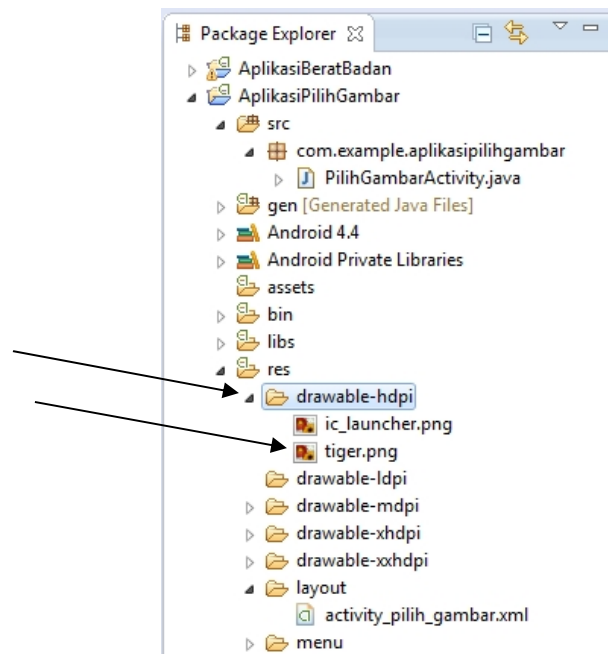 Package Explorer
AplikasiBeratBadan
AplikasiPilihGambar
src
com.example.aplikasipilihgambar
PilihGambarActivity.java
gen [Generated Java Files]
Android 4.4
Android Private Libraries
assets
bin
libs
res
drawable-hdpi
ic_launcher.png
tiger.png
drawable-ldpi
drawable-mdpi
drawable-xhdpi
drawable-xxhdpi
layout
activity_pilih_gambar.xml
menu